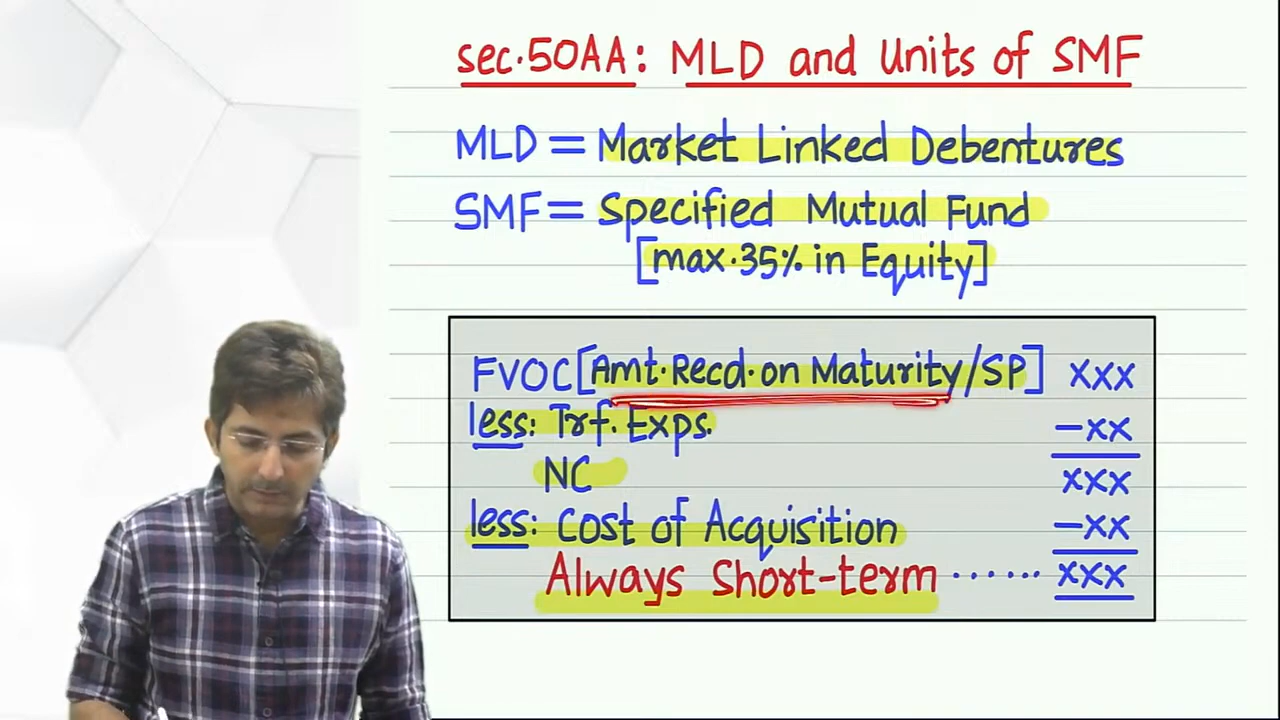 sec.50AA: MLD and Units of SMF
MLD = Market Linked Debentures
SMF = Specified Mutual Fund
[max.35% in Equity]
FVOC[Amt.Recd.on Maturity/SP] xxx
less: Trf. Exps. -xx
NC xxx
less: Cost of Acquisition -xx
Always Short-term ...... xxx